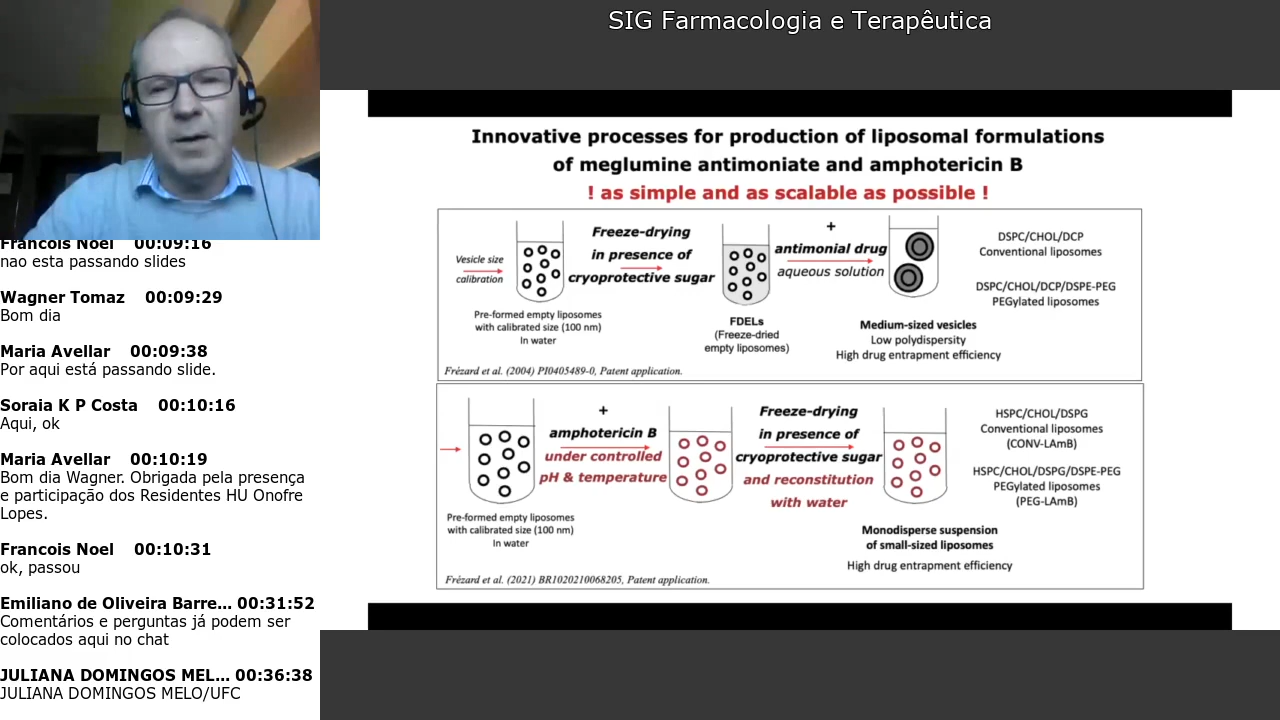 SIG Farmacologia e Terapêutica
Francois Noel 00:09:16
nao esta passando slides
Wagner Tomaz 00:09:29
Bom dia
Maria Avellar 00:09:38
Por aqui está passando slide.
Soraia K P Costa 00:10:16
Aqui, ok
Maria Avellar 00:10:19
Bom dia Wagner. Obrigada pela presença
e participação dos Residentes HU Onofre
Lopes.
Francois Noel 00:10:31
ok, passou
Emiliano de Oliveira Barre... 00:31:52
Comentários e perguntas já podem ser
colocados aqui no chat
JULIANA DOMINGOS MEL... 00:36:38
JULIANA DOMINGOS MELO/UFC
Innovative processes for production of liposomal formulations
of meglumine antimoniate and amphotericin B
! as simple and as scalable as possible !
Vesicle size
calibration
Pre-formed empty liposomes
with calibrated size (100 nm)
In water
Freeze-drying
in presence of
cryoprotective sugar
FDELs
(Freeze-dried
empty liposomes)
+
antimonial drug
aqueous solution
Medium-sized vesicles
Low polydispersity
High drug entrapment efficiency
DSPC/CHOL/DCP
Conventional liposomes
DSPC/CHOL/DCP/DSPE-PEG
PEGylated liposomes
Frézard et al. (2004) PI0405489-0, Patent application.
Pre-formed empty liposomes
with calibrated size (100 nm)
In water
+
amphotericin B
under controlled
pH & temperature
Freeze-drying
in presence of
cryoprotective sugar
and reconstitution
with water
Monodisperse suspension
of small-sized liposomes
High drug entrapment efficiency
HSPC/CHOL/DSPG
Conventional liposomes
(CONV-LAmB)
HSPC/CHOL/DSPG/DSPE-PEG
PEGylated liposomes
(PEG-LAmB)
Frézard et al. (2021) BR1020210068205, Patent application.